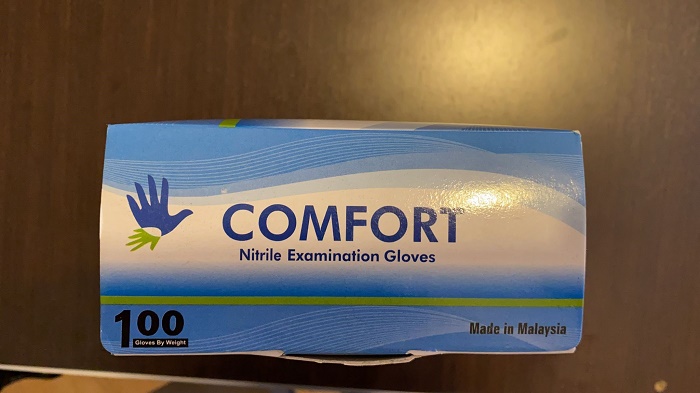 COMFORT
Nitrile Examination Gloves
100
Gloves By Weight
Made in Malaysia